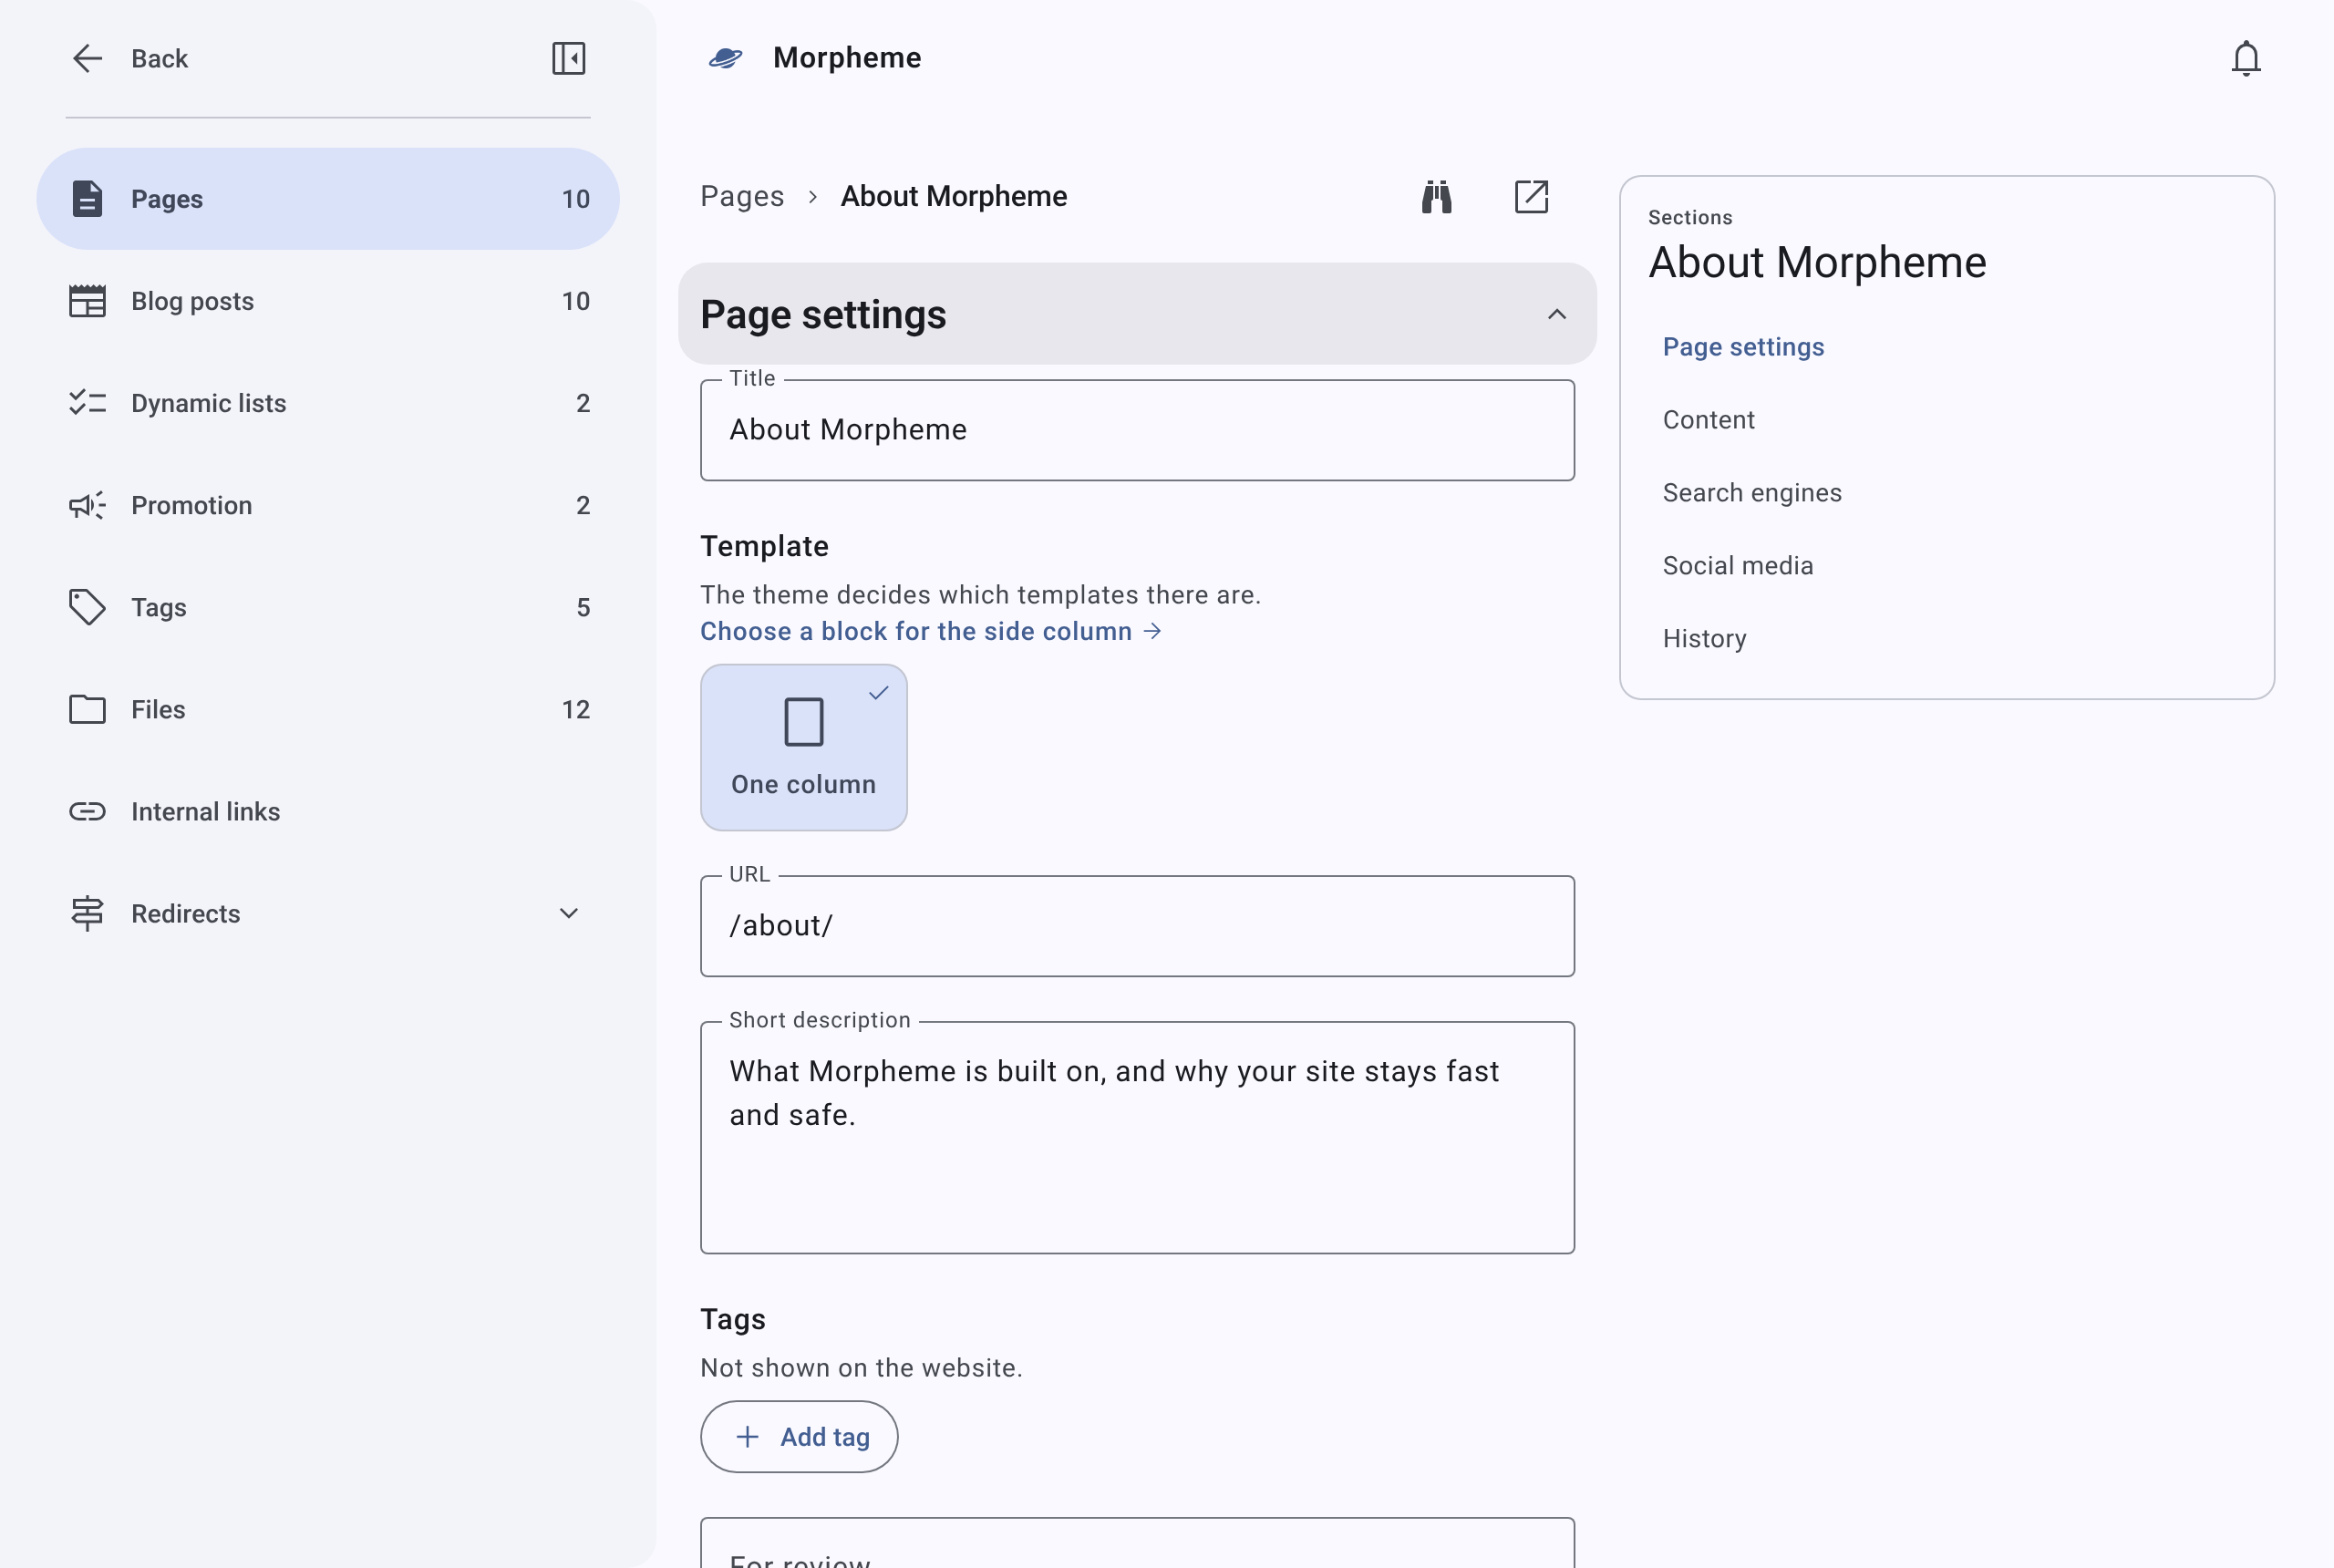 Back
Pages 10
Blog posts 10
Dynamic lists 2
Promotion 2
Tags 5
Files 12
Internal links
Redirects
Morpheme
Pages > About Morpheme
Page settings
Title
About Morpheme
Template
The theme decides which templates there are.
Choose a block for the side column →
One column
URL
/about/
Short description
What Morpheme is built on, and why your site stays fast
and safe.
Tags
Not shown on the website.
+ Add tag
For review
Sections
About Morpheme
Page settings
Content
Search engines
Social media
History